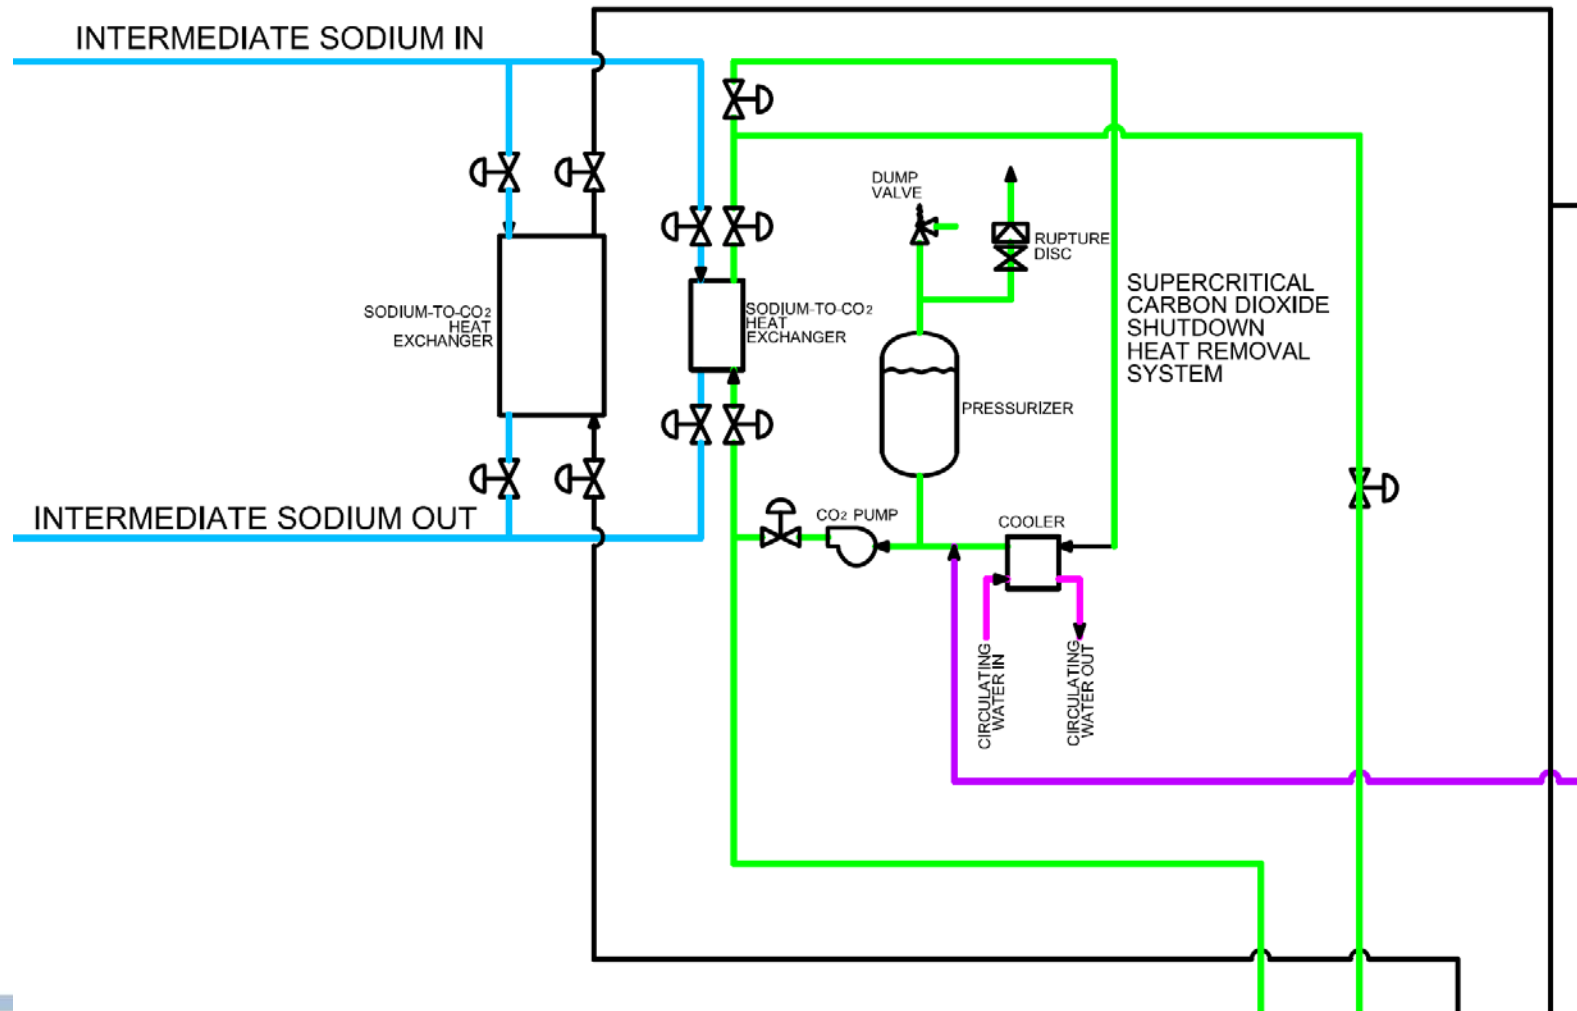 INTERMEDIATE SODIUM IN
DUMP
VALVE
RUPTURE
DISC
SUPERCRITICAL
CARBON DIOXIDE
SHUTDOWN
HEAT REMOVAL
SYSTEM
SODIUM-TO-CO2
HEAT
EXCHANGER
SODIUM-TO-CO2
HEAT
EXCHANGER
PRESSURIZER
INTERMEDIATE SODIUM OUT
CO2 PUMP
COOLER
CIRCULATING
WATER IN
CIRCULATING
WATER OUT